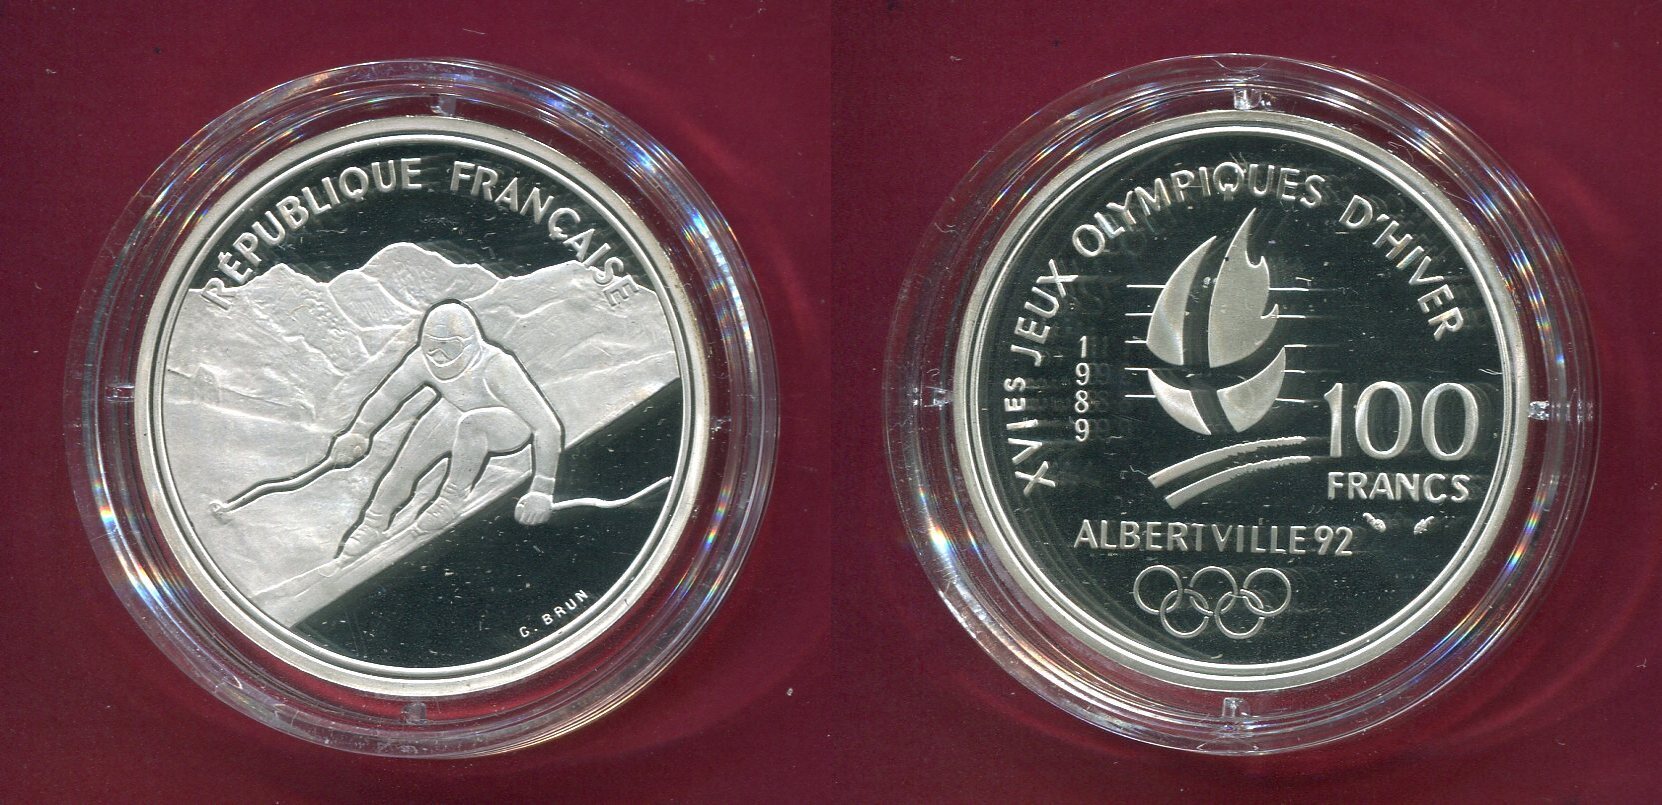 RÉPUBLIQUE FRANÇAISE
G. BRUN
XVIES JEUX OLYMPIQUES D'HIVER
1989
100
FRANCS
ALBERTVILLE 92